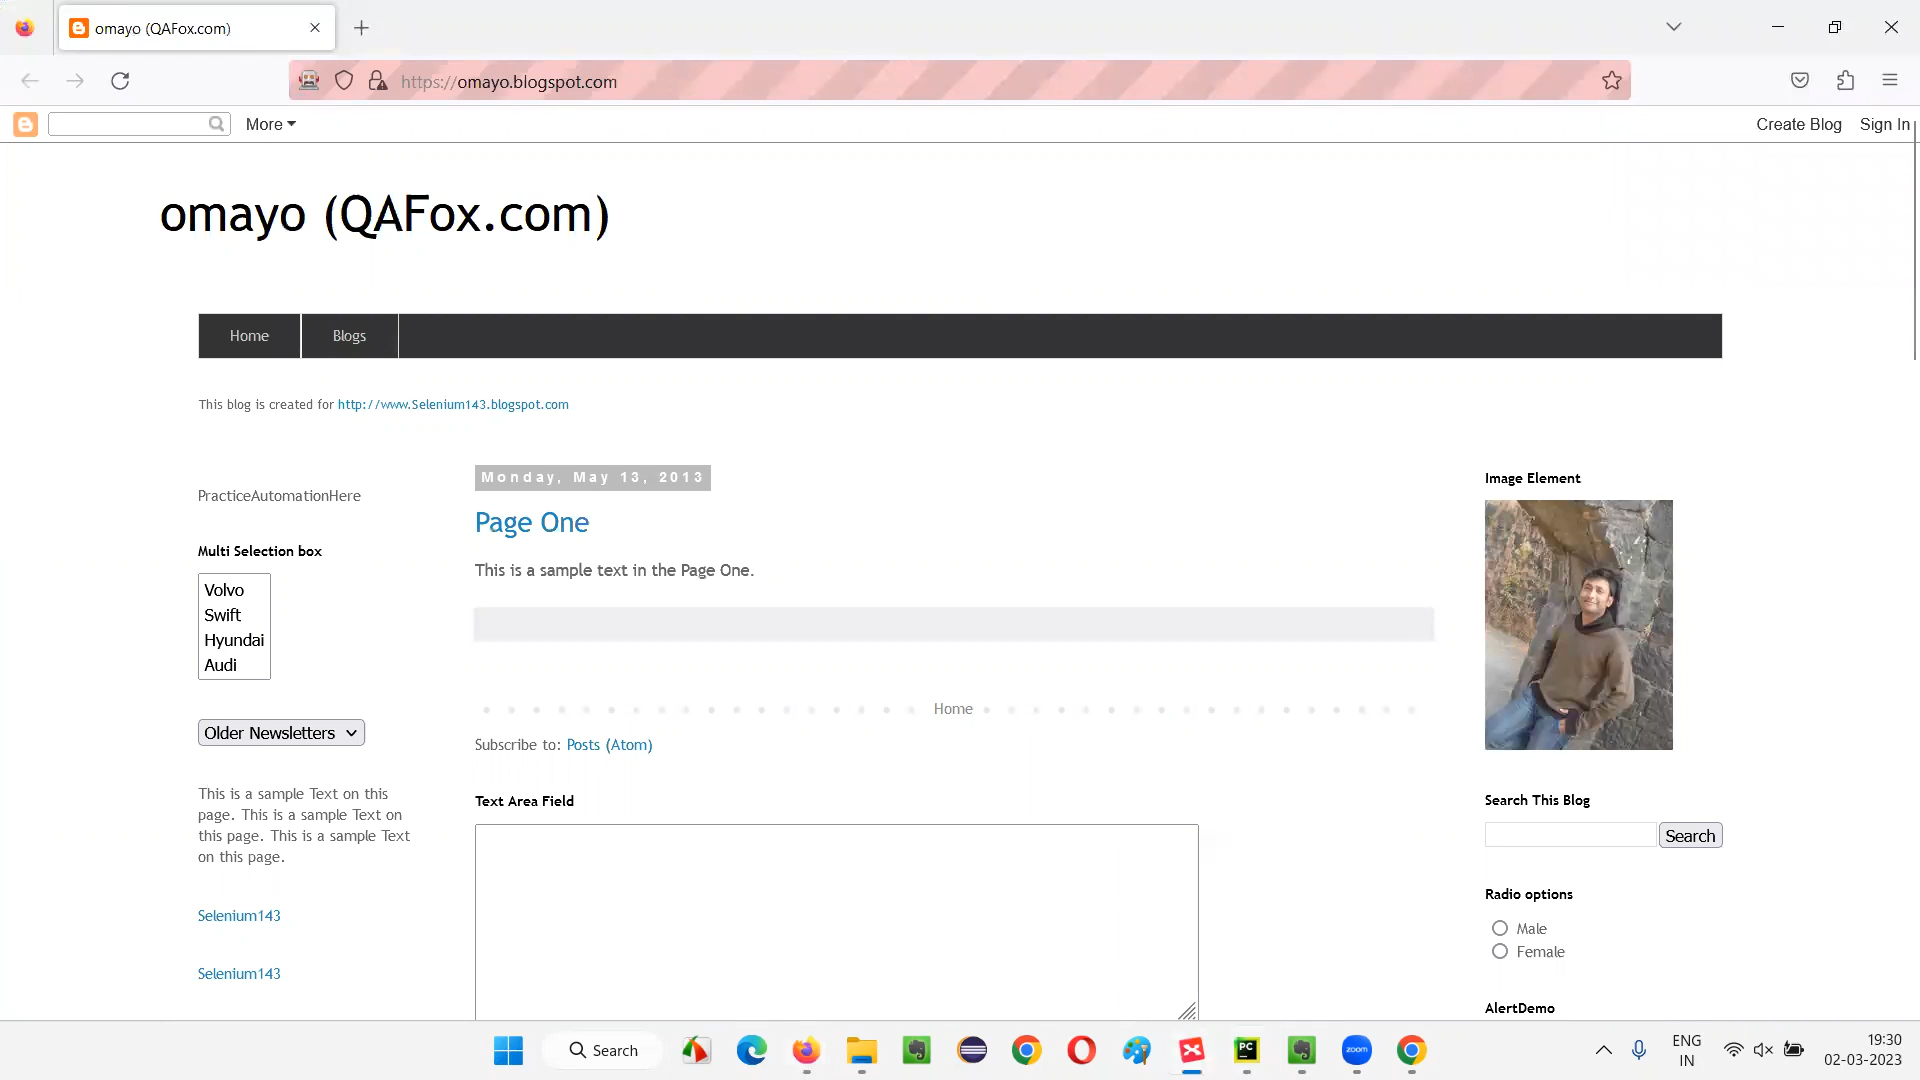 omayo (QAFox.com)
https://omayo.blogspot.com
More
Create Blog
Sign In
omayo (QAFox.com)
Home
Blogs
This blog is created for http://www.Selenium143.blogspot.com
PracticeAutomationHere
Multi Selection box
Volvo
Swift
Hyundai
Audi
Older Newsletters
This is a sample Text on this
page. This is a sample Text on
this page. This is a sample Text
on this page.
Selenium143
Selenium143
Monday, May 13, 2013
Page One
This is a sample text in the Page One.
Home
Subscribe to: Posts (Atom)
Text Area Field
Image Element
Search This Blog
Search
Radio options
Male
Female
AlertDemo
Search
PC
zoom
ENG
IN
19:30
02-03-2023